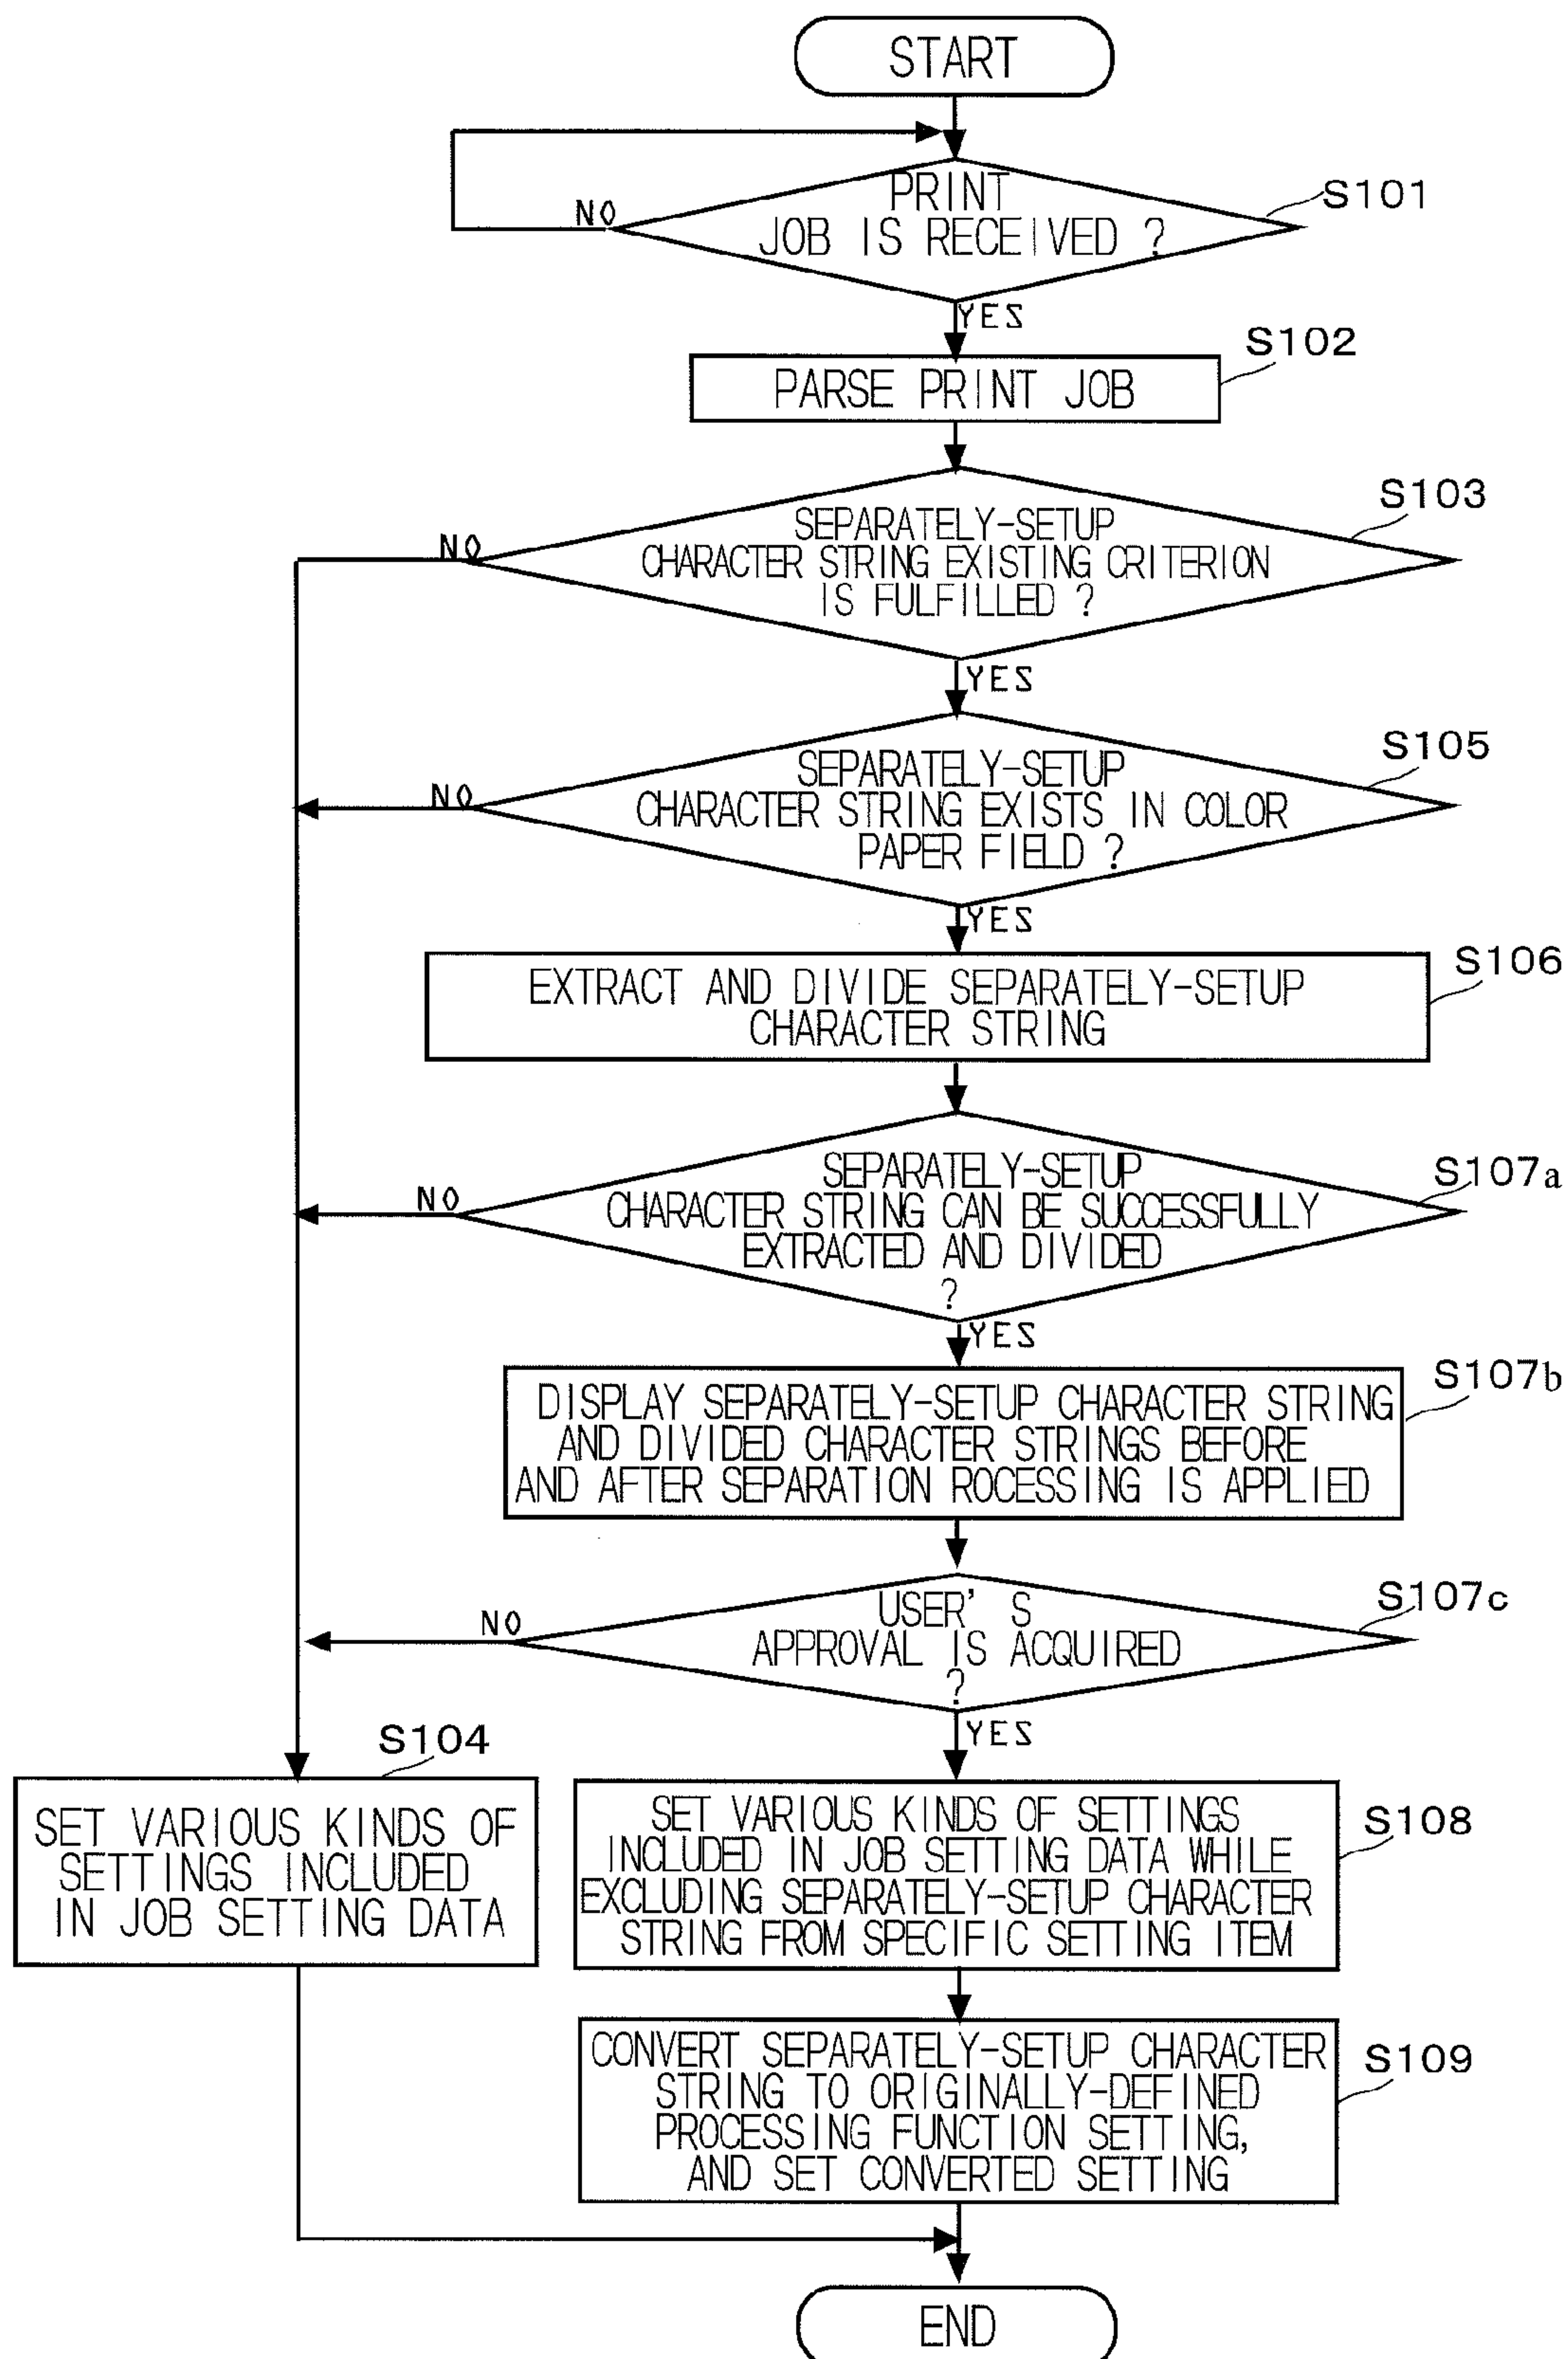 START
NO
PRINT
JOB IS RECEIVED ?
S101
YES
S102
PARSE PRINT JOB
S103
NO
SEPARATELY-SETUP
CHARACTER STRING EXISTING CRITERION
IS FULFILLED ?
YES
S105
NO
SEPARATELY-SETUP
CHARACTER STRING EXISTS IN COLOR
PAPER FIELD ?
YES
S106
EXTRACT AND DIVIDE SEPARATELY-SETUP
CHARACTER STRING
S107a
NO
SEPARATELY-SETUP
CHARACTER STRING CAN BE SUCCESSFULLY
EXTRACTED AND DIVIDED
?
YES
S107b
DISPLAY SEPARATELY-SETUP CHARACTER STRING
AND DIVIDED CHARACTER STRINGS BEFORE
AND AFTER SEPARATION ROCESSING IS APPLIED
S107c
NO
USER' S
APPROVAL IS ACQUIRED
?
YES
S104
SET VARIOUS KINDS OF
SETTINGS INCLUDED
IN JOB SETTING DATA
S108
SET VARIOUS KINDS OF SETTINGS
INCLUDED IN JOB SETTING DATA WHILE
EXCLUDING SEPARATELY-SETUP CHARACTER
STRING FROM SPECIFIC SETTING ITEM
S109
CONVERT SEPARATELY-SETUP CHARACTER
STRING TO ORIGINALLY-DEFINED
PROCESSING FUNCTION SETTING,
AND SET CONVERTED SETTING
END